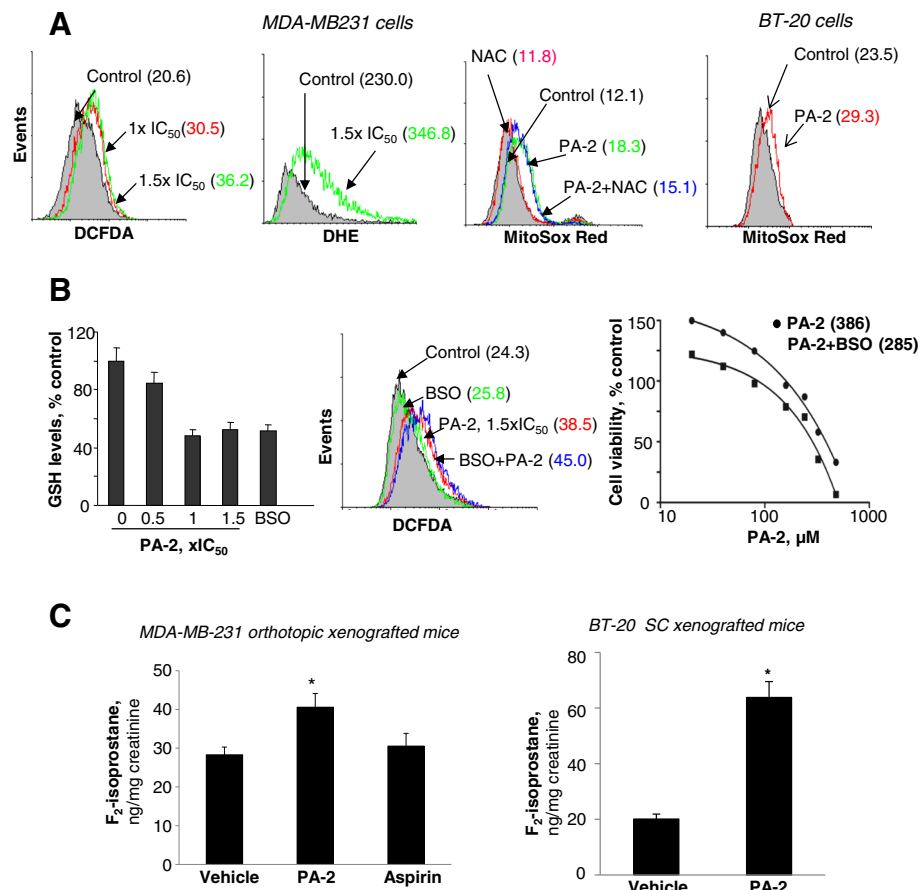 A
MDA-MB231 cells
BT-20 cells
Events
Control (20.6)
1x IC50(30.5)
1.5x IC50 (36.2)
DCFDA
Control (230.0)
1.5x IC50 (346.8)
DHE
NAC (11.8)
Control (12.1)
PA-2 (18.3)
PA-2+NAC (15.1)
MitoSox Red
Events
Control (23.5)
PA-2 (29.3)
MitoSox Red
B
GSH levels, % control
120
80
40
0
0 0.5 1 1.5 BSO
PA-2, xIC50
Events
Control (24.3)
BSO (25.8)
PA-2, 1.5xIC50 (38.5)
BSO+PA-2 (45.0)
DCFDA
Cell viability, % control
150
100
50
0
PA-2 (386)
PA-2+BSO (285)
10 100 1000
PA-2, µM
C
MDA-MB-231 orthotopic xenografted mice
F2-isoprostane,
ng/mg creatinine
50
40
30
20
10
0
*
Vehicle PA-2 Aspirin
BT-20 SC xenografted mice
F2-isoprostane,
ng/mg creatinine
80
60
40
20
0
*
Vehicle PA-2